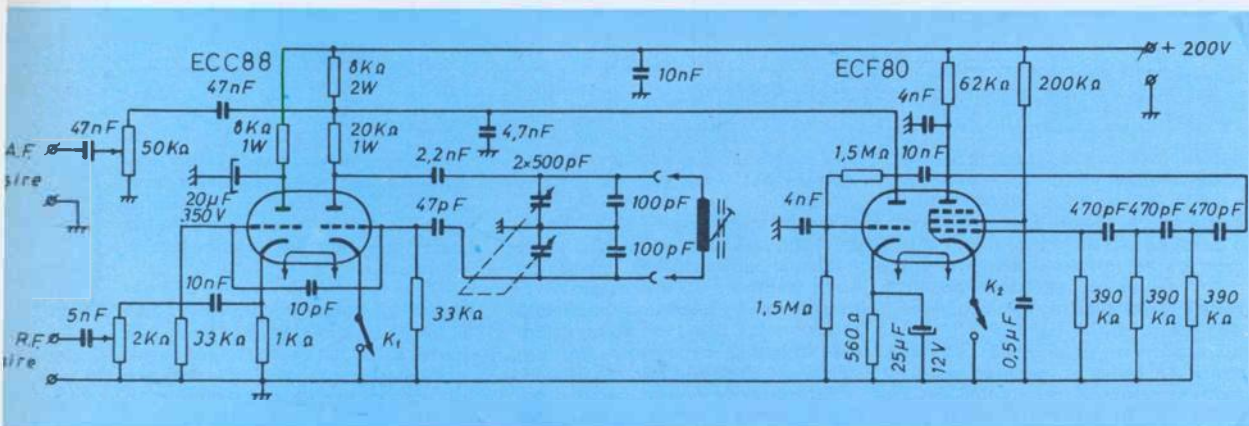 ECC88
ECF80
+ 200V
8KΩ
2W
10nF
62KΩ
200KΩ
47nF
4nF
47nF
50KΩ
8KΩ
1W
20KΩ
1W
4,7nF
2,2nF
2×500pF
1,5MΩ
10nF
A.F.
20µF
350V
47pF
100pF
100pF
4nF
470pF
470pF
470pF
10nF
10pF
5nF
2KΩ
33KΩ
1KΩ
K₁
33KΩ
1,5MΩ
560Ω
25µF
12V
K₂
0,5µF
390
KΩ
390
KΩ
390
KΩ
R.F.